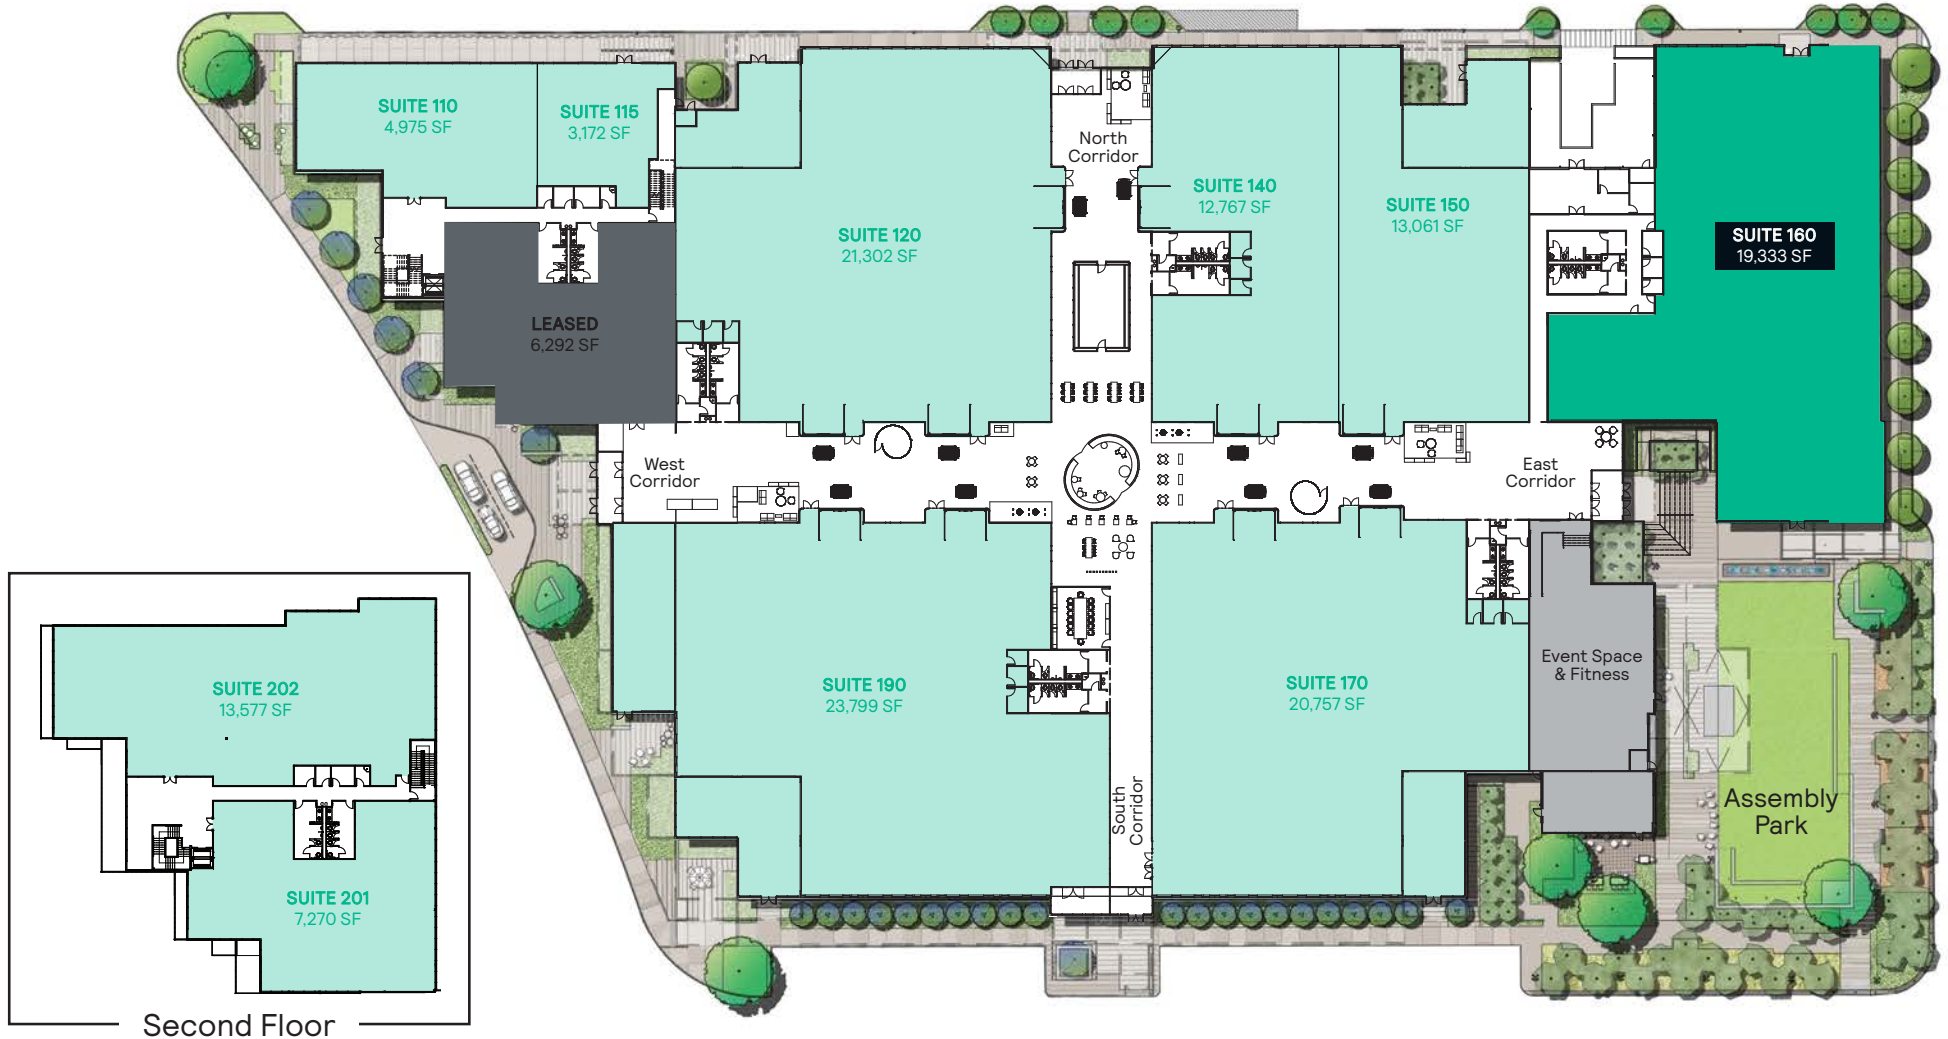 SUITE 110
4,975 SF
SUITE 115
3,172 SF
North
Corridor
SUITE 120
21,302 SF
SUITE 140
12,767 SF
SUITE 150
13,061 SF
SUITE 160
19,333 SF
LEASED
6,292 SF
West
Corridor
East
Corridor
SUITE 190
23,799 SF
SUITE 170
20,757 SF
Event Space
& Fitness
South
Corridor
Assembly
Park
SUITE 202
13,577 SF
SUITE 201
7,270 SF
Second Floor